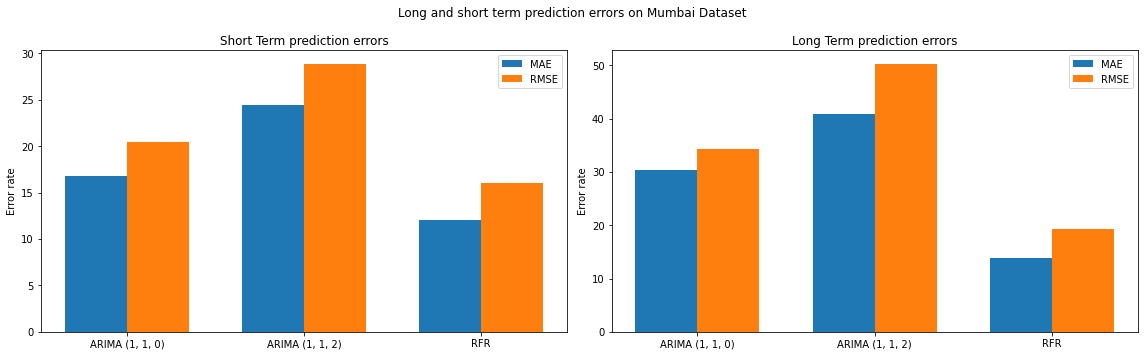 Long and short term prediction errors on Mumbai Dataset
Short Term prediction errors
30
25
20
15
10
5
0
Error rate
MAE
RMSE
ARIMA (1, 1, 0)
ARIMA (1, 1, 2)
RFR
Long Term prediction errors
50
40
30
20
10
0
Error rate
MAE
RMSE
ARIMA (1, 1, 0)
ARIMA (1, 1, 2)
RFR